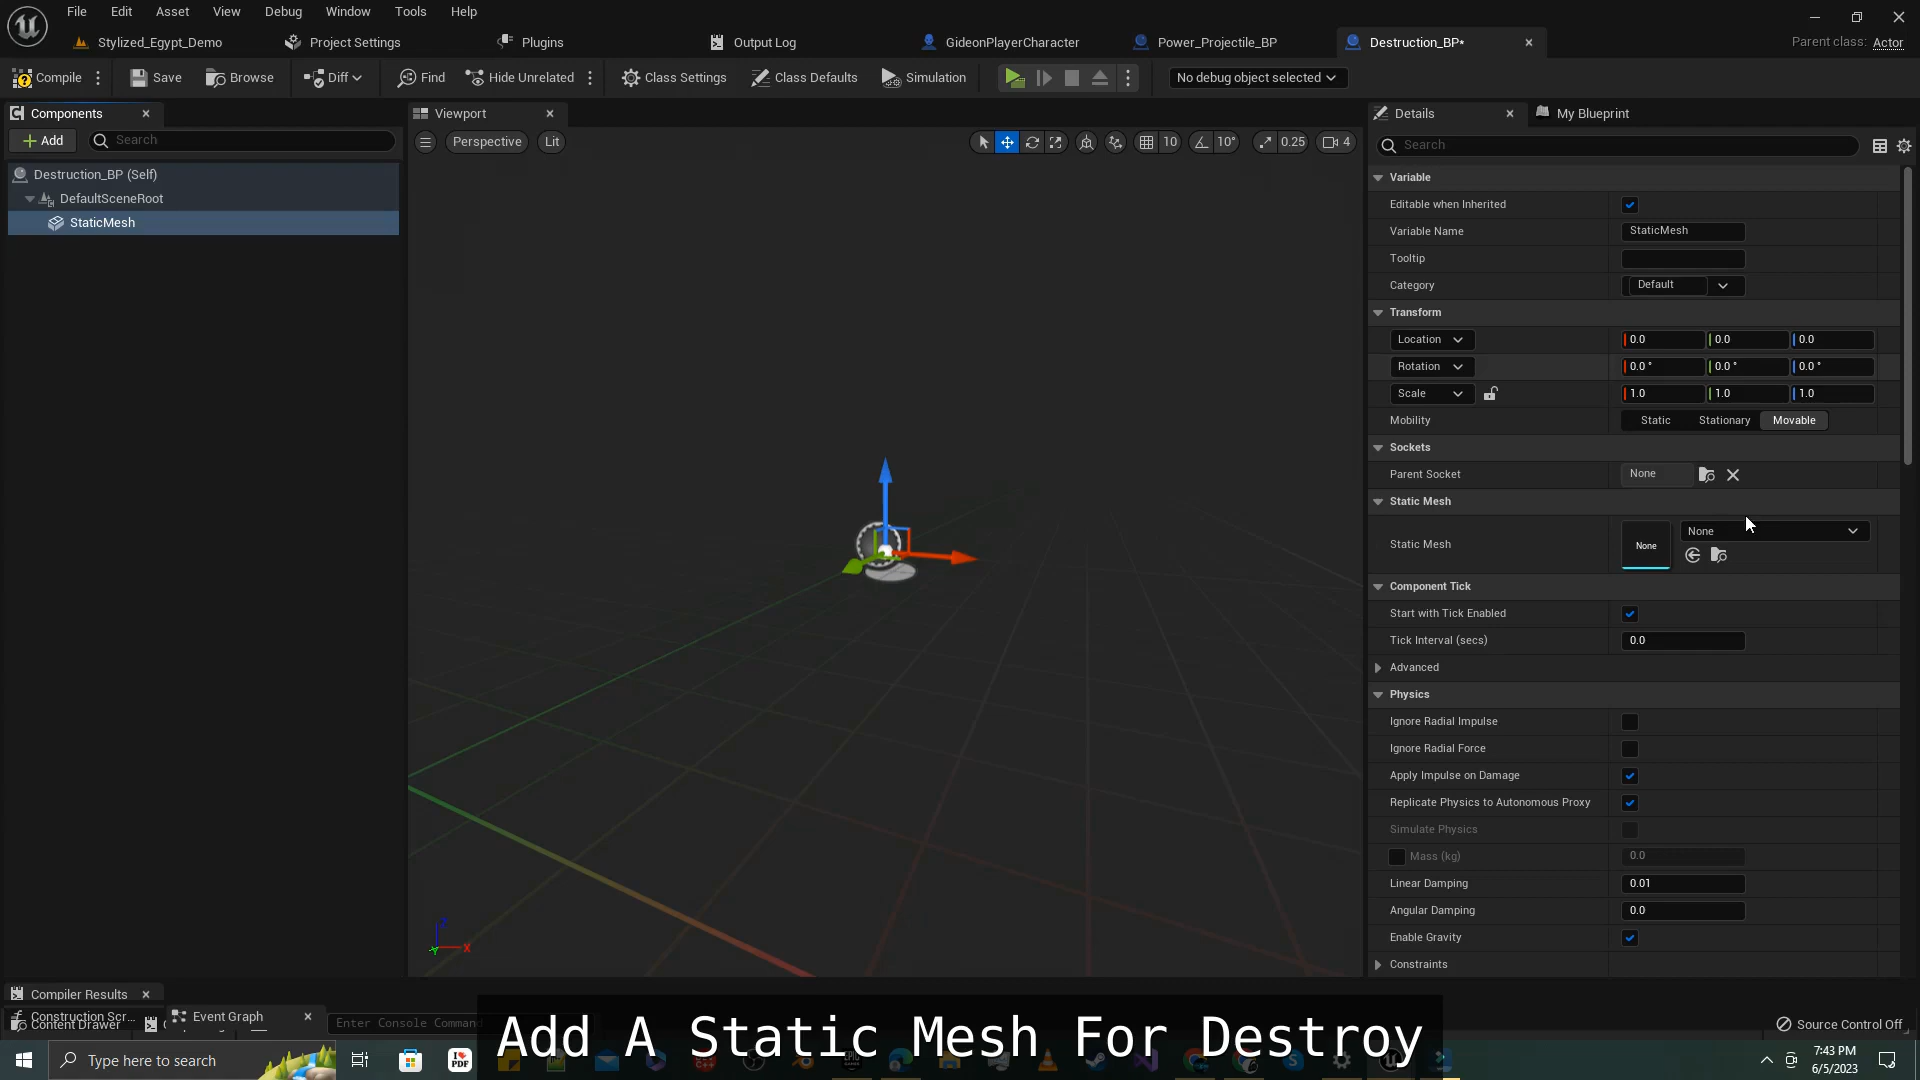 File Edit Asset View Debug Window Tools Help
Stylized_Egypt_Demo Project Settings Plugins Output Log GideonPlayerCharacter Power_Projectile_BP Destruction_BP* Parent class: Actor
Compile Save Browse Diff Find Hide Unrelated Class Settings Class Defaults Simulation No debug object selected
Components Viewport Details My Blueprint
Add Search Perspective Lit 10 10° 0.25 4 Search
Destruction_BP (Self)
DefaultSceneRoot
StaticMesh
Variable
Editable when Inherited
Variable Name StaticMesh
Tooltip
Category Default
Transform
Location 0.0 0.0 0.0
Rotation 0.0 ° 0.0 ° 0.0 °
Scale 1.0 1.0 1.0
Mobility Static Stationary Movable
Sockets
Parent Socket None
Static Mesh
Static Mesh None None
Component Tick
Start with Tick Enabled
Tick Interval (secs) 0.0
Advanced
Physics
Ignore Radial Impulse
Ignore Radial Force
Apply Impulse on Damage
Replicate Physics to Autonomous Proxy
Simulate Physics
Mass (kg) 0.0
Linear Damping 0.01
Angular Damping 0.0
Enable Gravity
Constraints
Z
X
Y
Compiler Results
Construction Scr... Event Graph
Content Drawer Enter Console Command Source Control Off
Add A Static Mesh For Destroy
Type here to search
I PDF
7:43 PM
6/5/2023